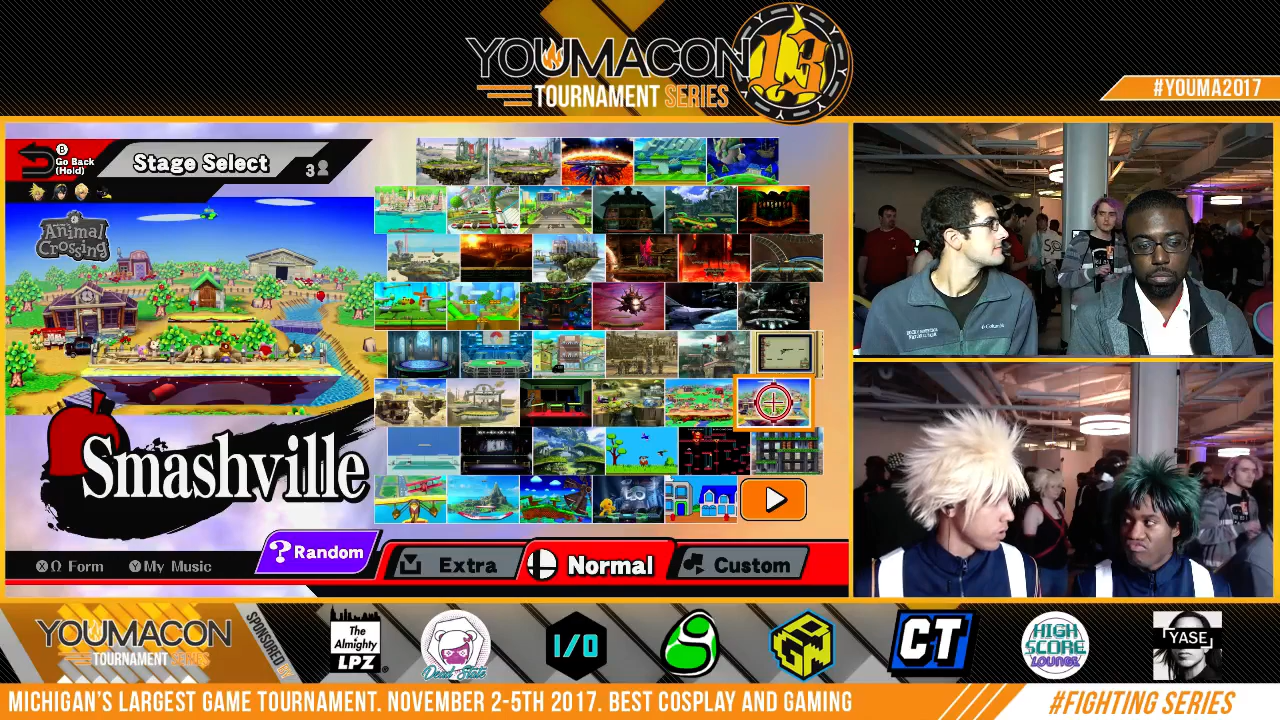 YOUMACON 13
TOURNAMENT SERIES
#YOUMA2017
B
Go Back
(Hold)
Stage Select
3
Animal
Crossing
Smashville
? Random
X Ω Form
Y My Music
Extra
Normal
Custom
YOUMACON
TOURNAMENT SERIES
SPONSORED BY
The
Almighty
LPZ
Dead State
I/O
CT
HIGH
SCORE
LOUNGE
YASE
MICHIGAN'S LARGEST GAME TOURNAMENT. NOVEMBER 2-5TH 2017. BEST COSPLAY AND GAMING
#FIGHTING SERIES